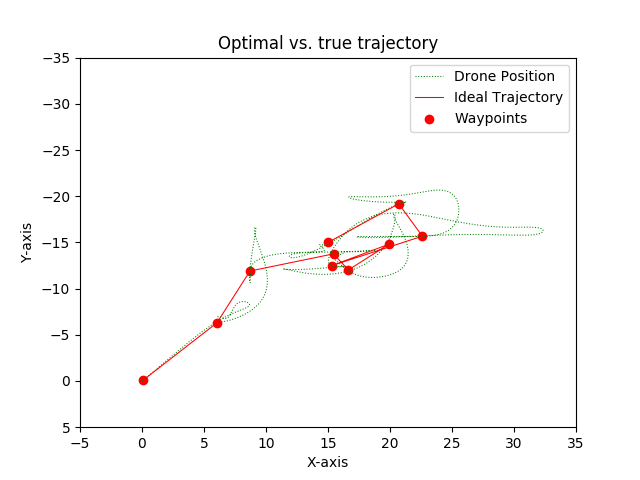 Optimal vs. true trajectory
Drone Position
Ideal Trajectory
Waypoints
Y-axis
−35
−30
−25
−20
−15
−10
−5
0
5
−5 0 5 10 15 20 25 30 35
X-axis